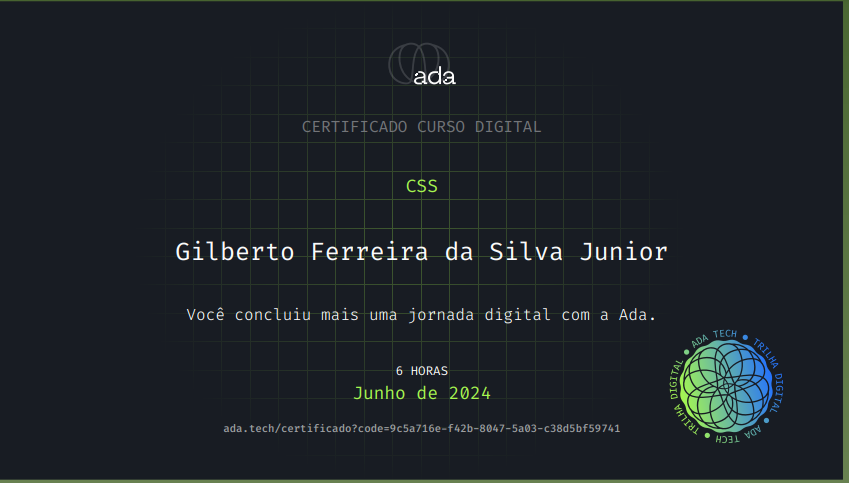 ada
CERTIFICADO CURSO DIGITAL
CSS
Gilberto Ferreira da Silva Junior
Você concluiu mais uma jornada digital com a Ada.
6 HORAS
Junho de 2024
ada.tech/certificado?code=9c5a716e-f42b-8047-5a03-c38d5bf59741
ADA TECH • TRILHA DIGITAL • ADA TECH • TRILHA DIGITAL •